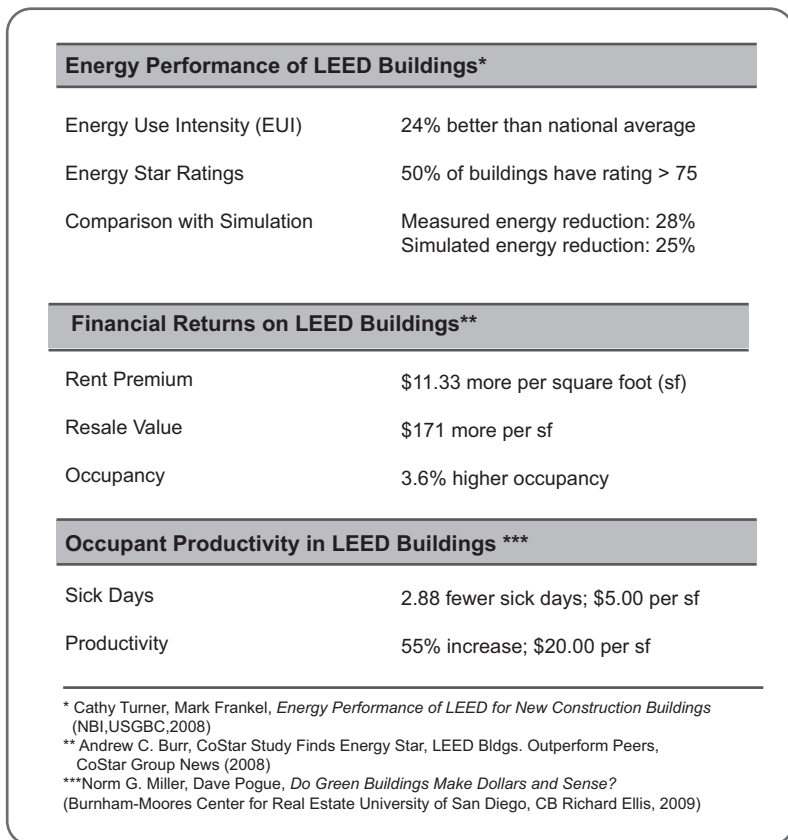 Energy Performance of LEED Buildings*
Energy Use Intensity (EUI) 24% better than national average
Energy Star Ratings 50% of buildings have rating > 75
Comparison with Simulation Measured energy reduction: 28%
Simulated energy reduction: 25%
Financial Returns on LEED Buildings**
Rent Premium $11.33 more per square foot (sf)
Resale Value $171 more per sf
Occupancy 3.6% higher occupancy
Occupant Productivity in LEED Buildings ***
Sick Days 2.88 fewer sick days; $5.00 per sf
Productivity 55% increase; $20.00 per sf
* Cathy Turner, Mark Frankel, Energy Performance of LEED for New Construction Buildings
(NBI,USGBC,2008)
** Andrew C. Burr, CoStar Study Finds Energy Star, LEED Bldgs. Outperform Peers,
CoStar Group News (2008)
***Norm G. Miller, Dave Pogue, Do Green Buildings Make Dollars and Sense?
(Burnham-Moores Center for Real Estate University of San Diego, CB Richard Ellis, 2009)